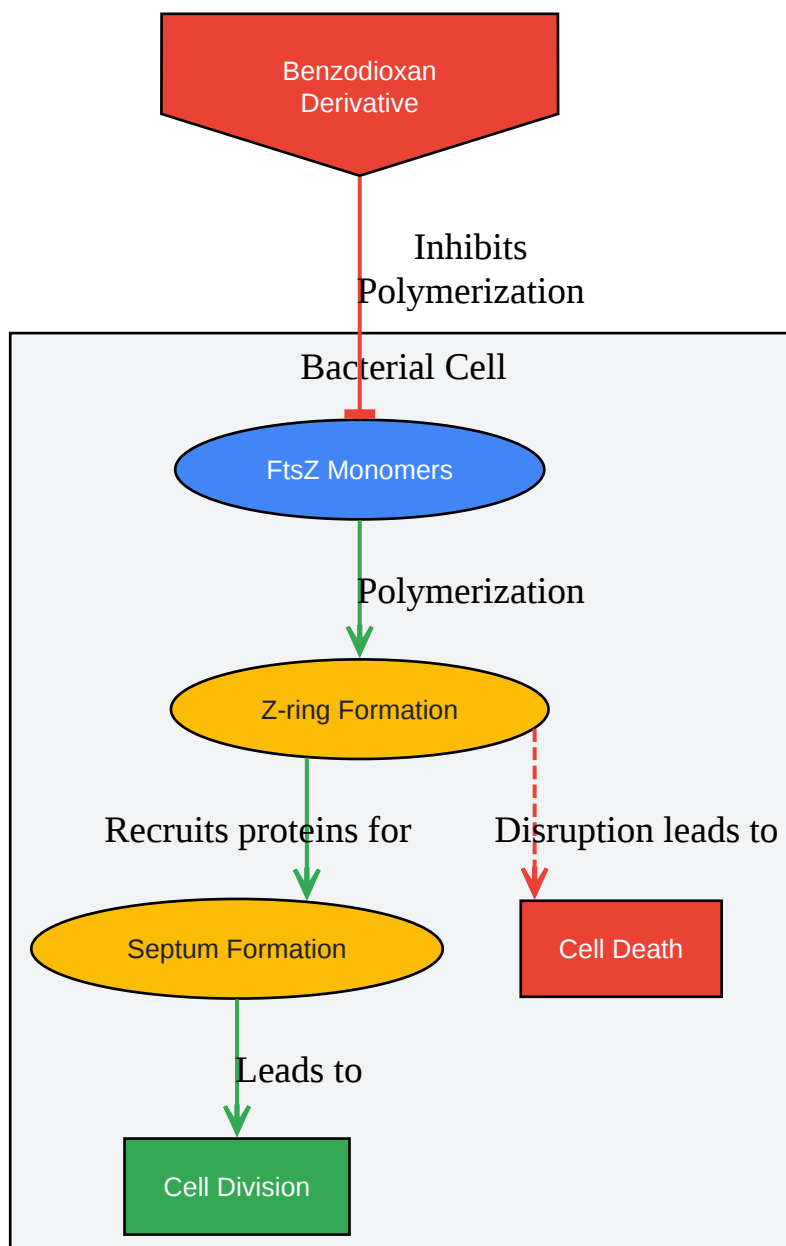 Benzodioxan
Derivative
Inhibits
Polymerization
Bacterial Cell
FtsZ Monomers
Polymerization
Z-ring Formation
Recruits proteins for
Disruption leads to
Septum Formation
Cell Death
Leads to
Cell Division